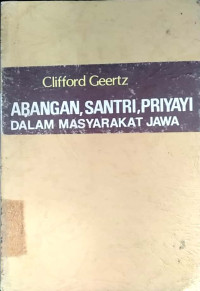 Clifford Geertz
ABANGAN, SANTRI, PRIYAYI
DALAM MASYARAKAT JAWA